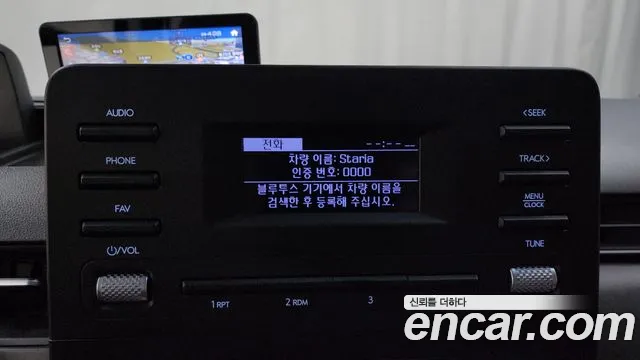 AUDIO
PHONE
FAV
⏻/VOL
전화
--:-- --
차량 이름: Staria
인증 번호: 0000
블루투스 기기에서 차량 이름을
검색한 후 등록해 주십시오.
<SEEK
TRACK>
MENU
CLOCK
TUNE
1 RPT
2 RDM
3
신뢰를 더하다
encar.com